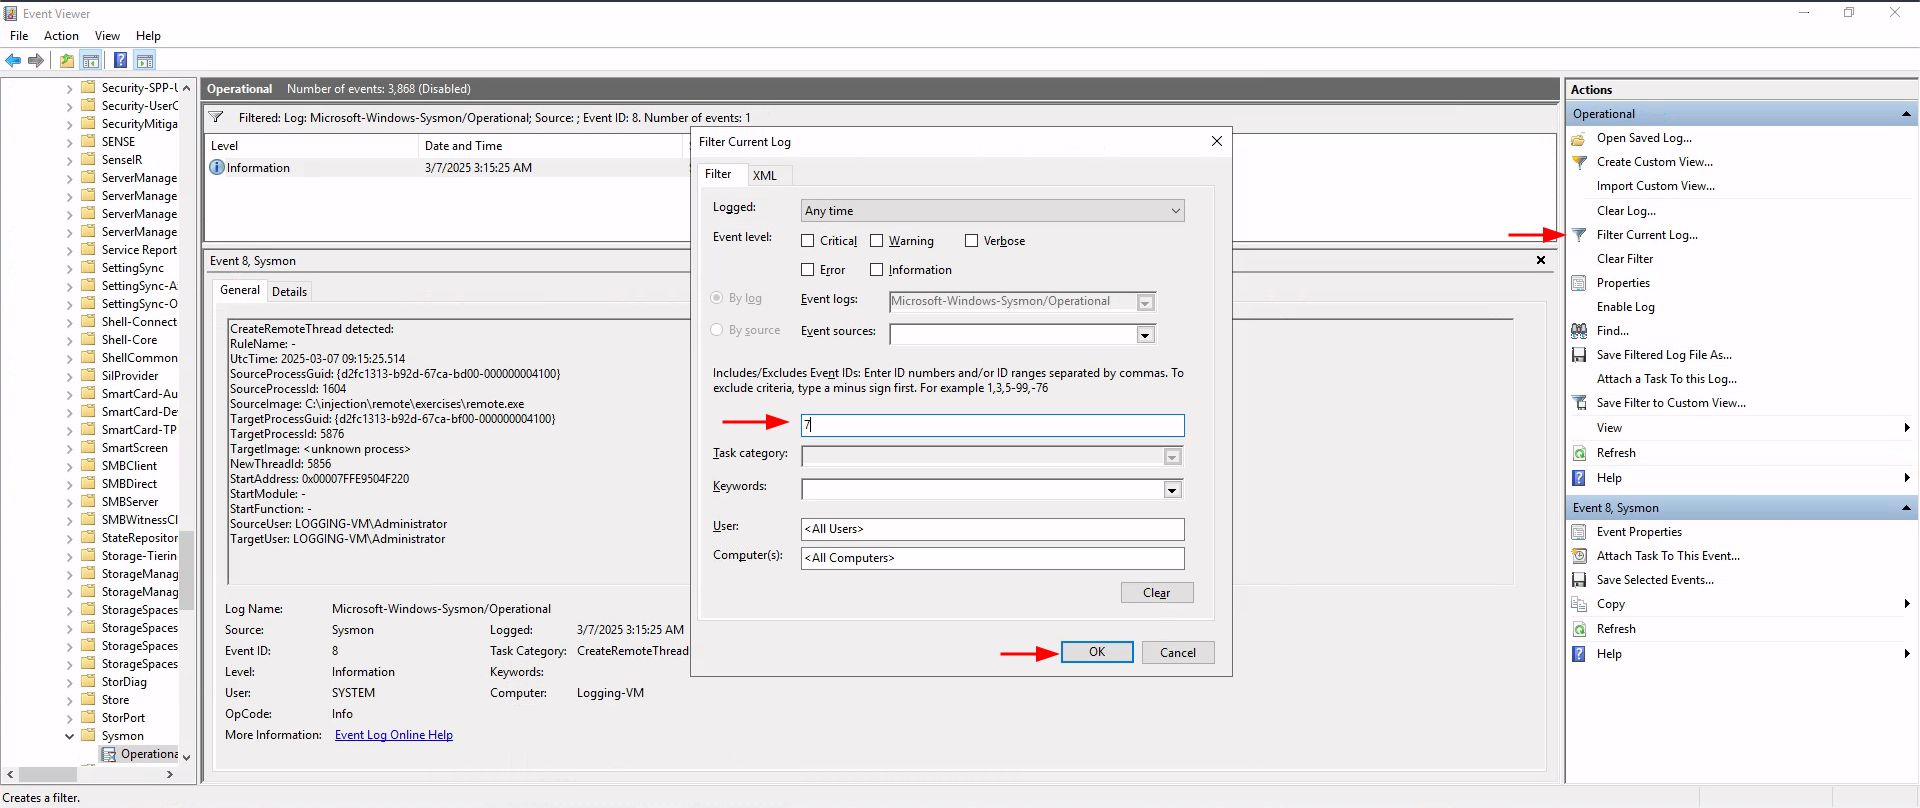 Event Viewer
File Action View Help
Security-SPP-U
Security-UserC
SecurityMitiga
SENSE
SenseIR
ServerManage
ServerManage
ServerManage
ServerManage
Service Report
SettingSync
SettingSync-A
SettingSync-O
Shell-Connect
Shell-Core
ShellCommon
SilProvider
SmartCard-Au
SmartCard-De
SmartCard-TP
SmartScreen
SMBClient
SMBDirect
SMBServer
SMBWitnessCl
StateRepositor
Storage-Tierin
StorageManag
StorageManag
StorageSpaces
StorageSpaces
StorageSpaces
StorageSpaces
StorDiag
Store
StorPort
Sysmon
Operationa
Operational Number of events: 3,868 (Disabled)
Filtered: Log: Microsoft-Windows-Sysmon/Operational; Source: ; Event ID: 8. Number of events: 1
Level Date and Time
Information 3/7/2025 3:15:25 AM
Event 8, Sysmon
General Details
CreateRemoteThread detected:
RuleName: -
UtcTime: 2025-03-07 09:15:25.514
SourceProcessGuid: {d2fc1313-b92d-67ca-bd00-000000004100}
SourceProcessId: 1604
SourceImage: C:\injection\remote\exercises\remote.exe
TargetProcessGuid: {d2fc1313-b92d-67ca-bf00-000000004100}
TargetProcessId: 5876
TargetImage: <unknown process>
NewThreadId: 5856
StartAddress: 0x00007FFE9504F220
StartModule: -
StartFunction: -
SourceUser: LOGGING-VM\Administrator
TargetUser: LOGGING-VM\Administrator
Log Name: Microsoft-Windows-Sysmon/Operational
Source: Sysmon Logged: 3/7/2025 3:15:25 AM
Event ID: 8 Task Category: CreateRemoteThread
Level: Information Keywords:
User: SYSTEM Computer: Logging-VM
OpCode: Info
More Information: Event Log Online Help
Filter Current Log
Filter XML
Logged: Any time
Event level: Critical Warning Verbose
Error Information
By log Event logs: Microsoft-Windows-Sysmon/Operational
By source Event sources:
Includes/Excludes Event IDs: Enter ID numbers and/or ID ranges separated by commas. To
exclude criteria, type a minus sign first. For example 1,3,5-99,-76
7
Task category:
Keywords:
User: <All Users>
Computer(s): <All Computers>
Clear
OK Cancel
Actions
Operational
Open Saved Log...
Create Custom View...
Import Custom View...
Clear Log...
Filter Current Log...
Clear Filter
Properties
Enable Log
Find...
Save Filtered Log File As...
Attach a Task To this Log...
Save Filter to Custom View...
View
Refresh
Help
Event 8, Sysmon
Event Properties
Attach Task To This Event...
Save Selected Events...
Copy
Refresh
Help
Creates a filter.